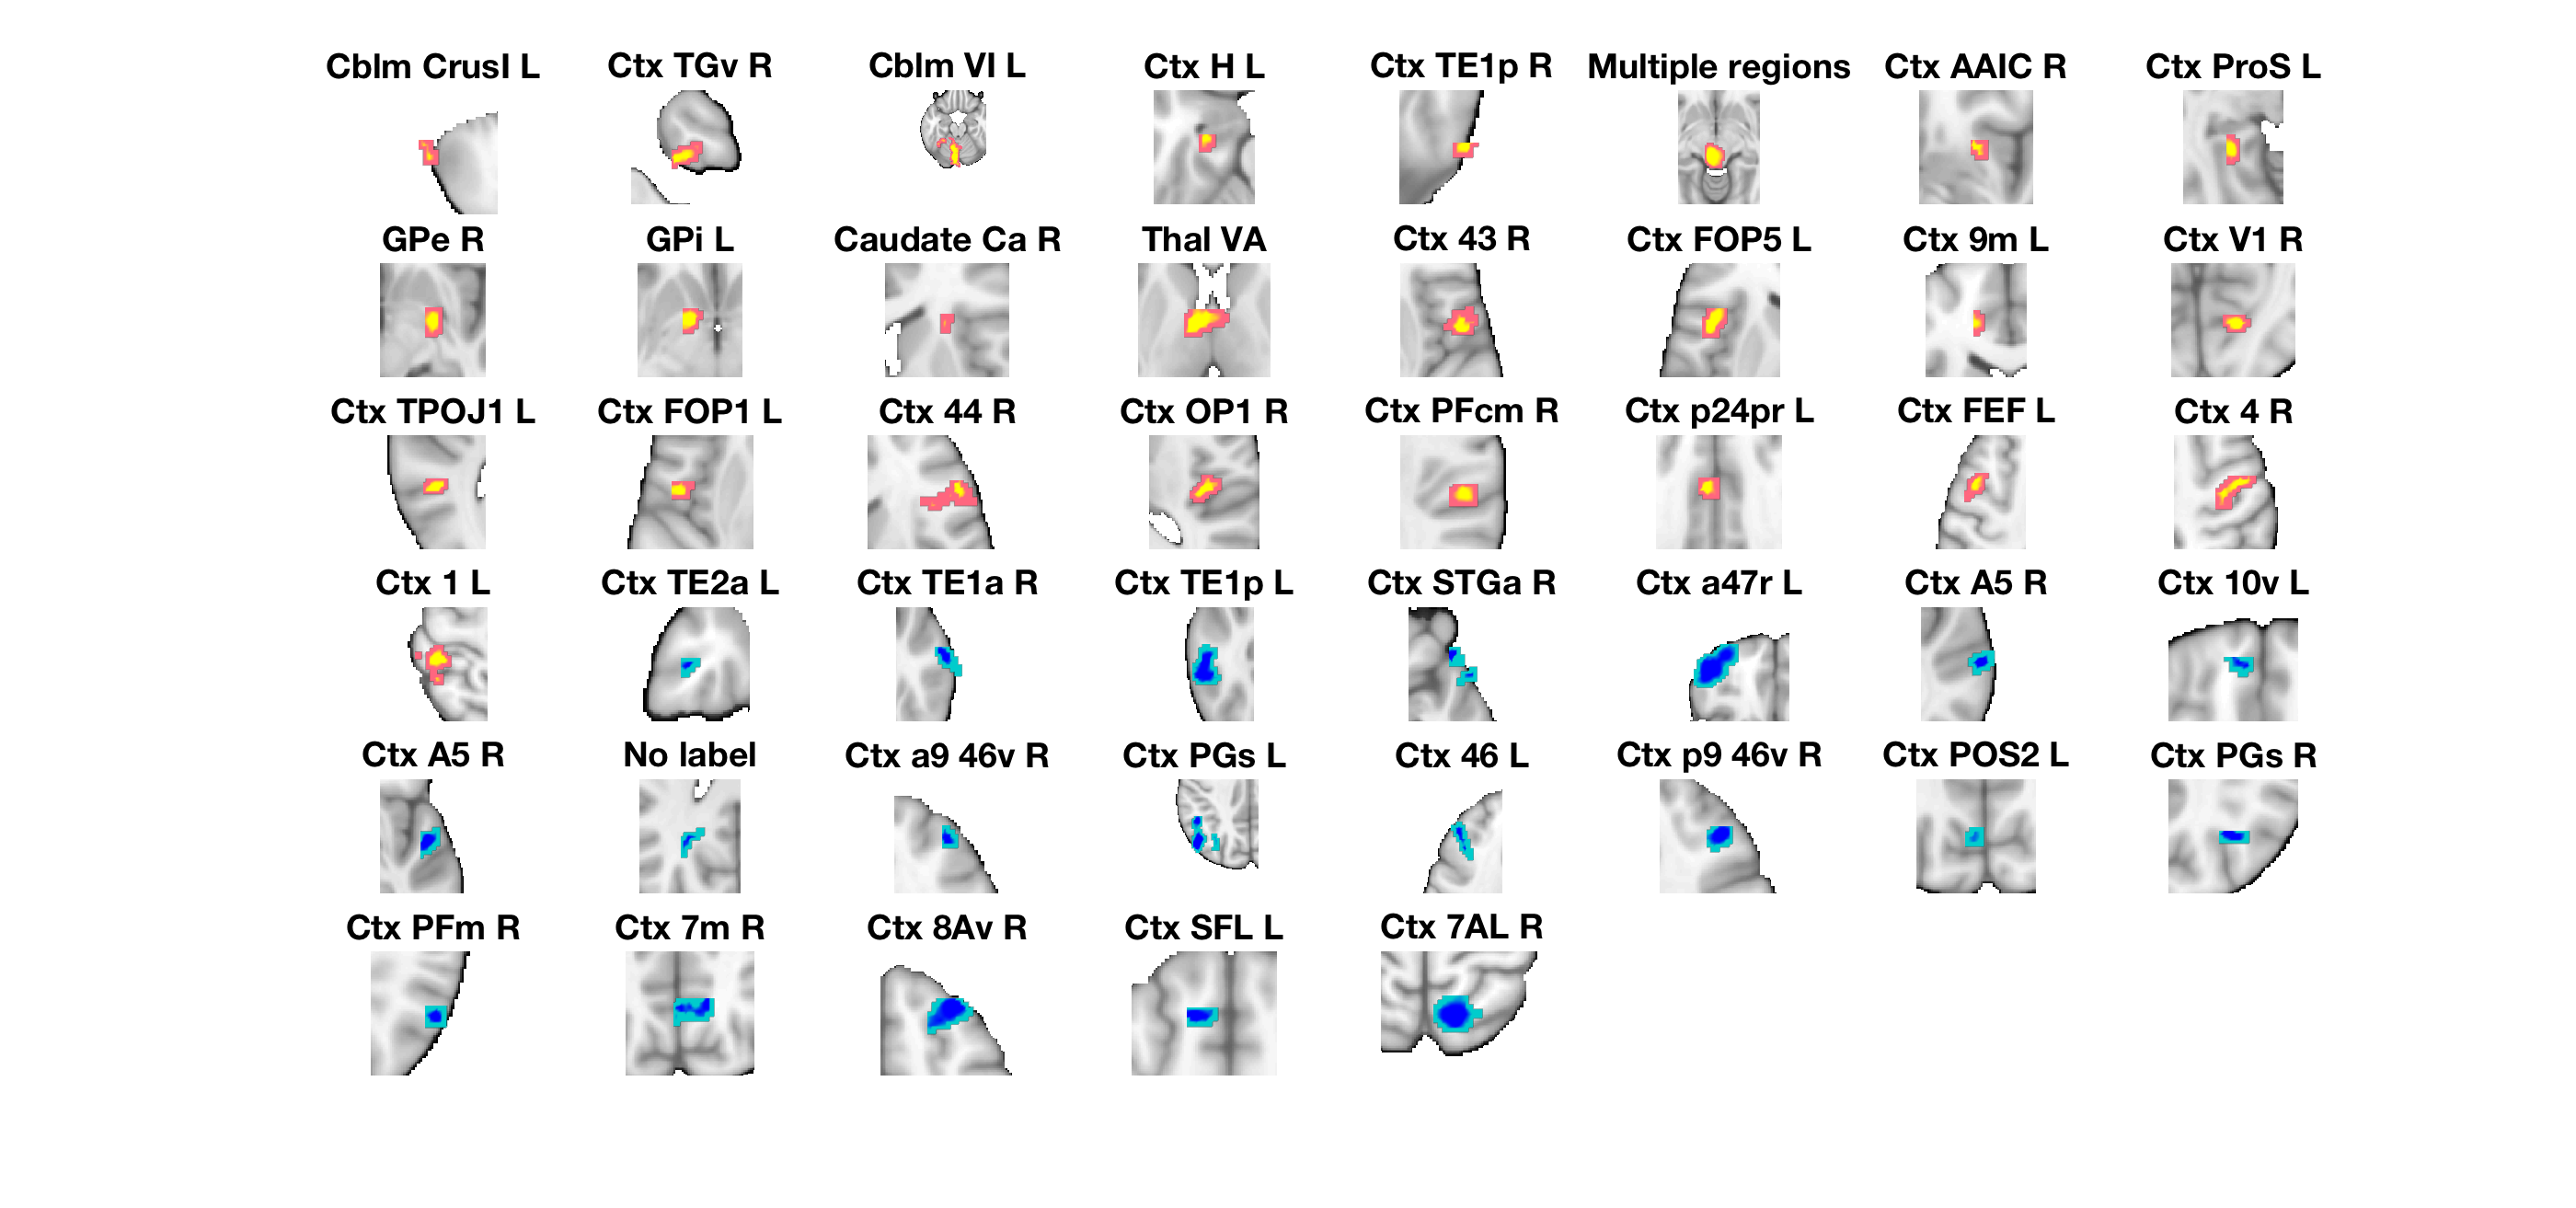 Cblm CrusI L Ctx TGv R Cblm VI L Ctx H L Ctx TE1p R Multiple regions Ctx AAIC R Ctx ProS L
GPe R GPi L Caudate Ca R Thal VA Ctx 43 R Ctx FOP5 L Ctx 9m L Ctx V1 R
Ctx TPOJ1 L Ctx FOP1 L Ctx 44 R Ctx OP1 R Ctx PFcm R Ctx p24pr L Ctx FEF L Ctx 4 R
Ctx 1 L Ctx TE2a L Ctx TE1a R Ctx TE1p L Ctx STGa R Ctx a47r L Ctx A5 R Ctx 10v L
Ctx A5 R No label Ctx a9 46v R Ctx PGs L Ctx 46 L Ctx p9 46v R Ctx POS2 L Ctx PGs R
Ctx PFm R Ctx 7m R Ctx 8Av R Ctx SFL L Ctx 7AL R